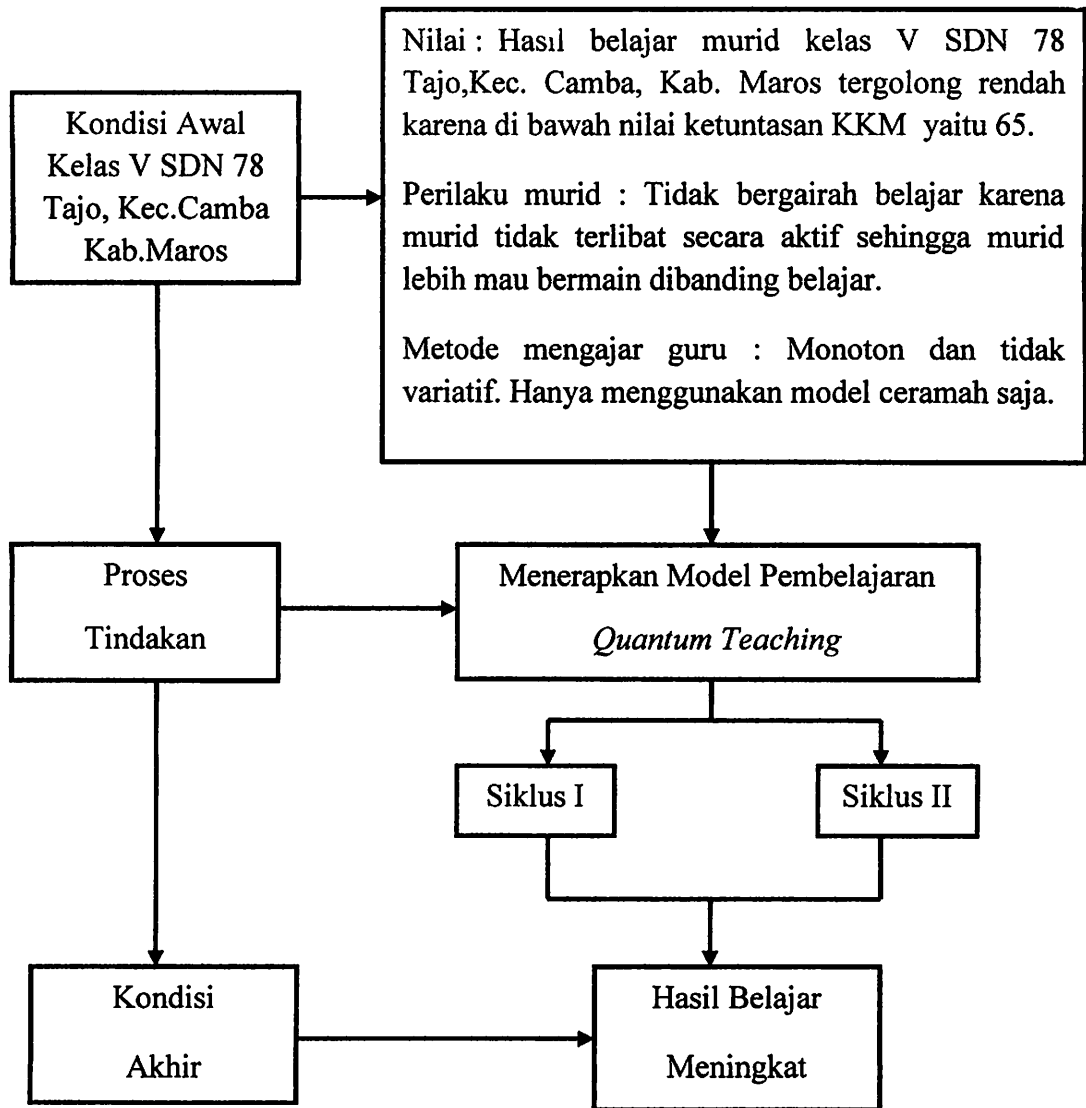 Kondisi Awal
Kelas V SDN 78
Tajo, Kec.Camba
Kab.Maros
Nilai : Hasil belajar murid kelas V SDN 78
Tajo,Kec. Camba, Kab. Maros tergolong rendah
karena di bawah nilai ketuntasan KKM yaitu 65.
Perilaku murid : Tidak bergairah belajar karena
murid tidak terlibat secara aktif sehingga murid
lebih mau bermain dibanding belajar.
Metode mengajar guru : Monoton dan tidak
variatif. Hanya menggunakan model ceramah saja.
Proses
Tindakan
Menerapkan Model Pembelajaran
Quantum Teaching
Siklus I
Siklus II
Kondisi
Akhir
Hasil Belajar
Meningkat